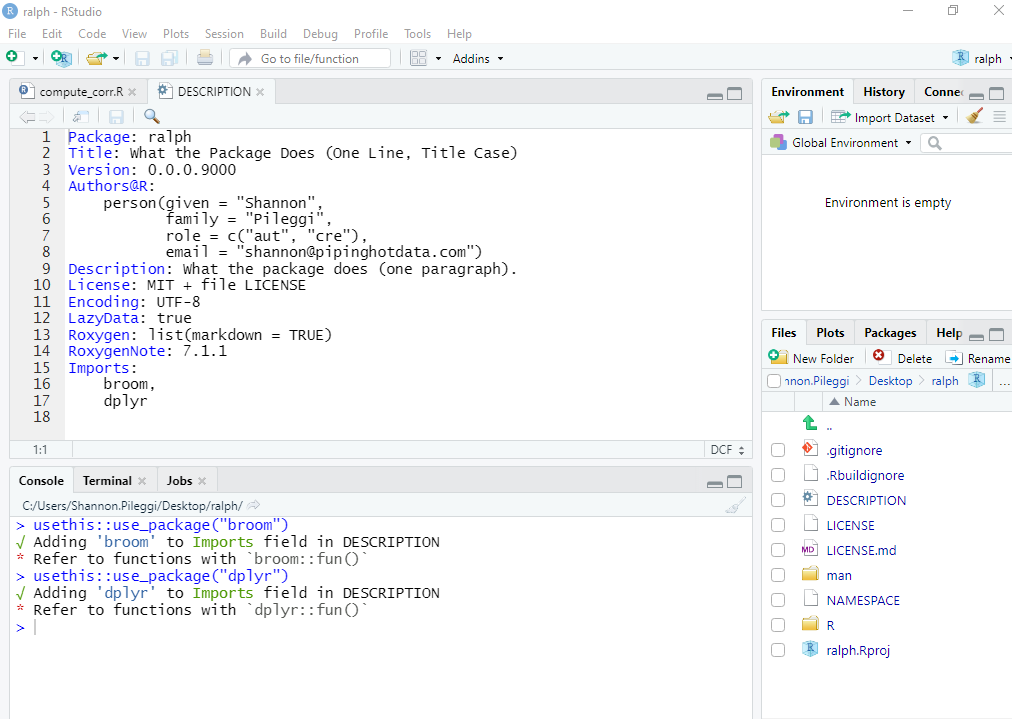 ralph - RStudio
File Edit Code View Plots Session Build Debug Profile Tools Help
Go to file/function Addins ralph
compute_corr.R DESCRIPTION
1 Package: ralph
2 Title: What the Package Does (One Line, Title Case)
3 Version: 0.0.0.9000
4 Authors@R:
5 person(given = "Shannon",
6 family = "Pileggi",
7 role = c("aut", "cre"),
8 email = "shannon@pipinghotdata.com")
9 Description: What the package does (one paragraph).
10 License: MIT + file LICENSE
11 Encoding: UTF-8
12 LazyData: true
13 Roxygen: list(markdown = TRUE)
14 RoxygenNote: 7.1.1
15 Imports:
16 broom,
17 dplyr
18
1:1 DCF
Console Terminal Jobs
C:/Users/Shannon.Pileggi/Desktop/ralph/
> usethis::use_package("broom")
√ Adding 'broom' to Imports field in DESCRIPTION
* Refer to functions with `broom::fun()`
> usethis::use_package("dplyr")
√ Adding 'dplyr' to Imports field in DESCRIPTION
* Refer to functions with `dplyr::fun()`
>
Environment History Connec
Import Dataset
Global Environment
Environment is empty
Files Plots Packages Help
New Folder Delete Rename
nnon.Pileggi Desktop ralph ...
Name
..
.gitignore
.Rbuildignore
DESCRIPTION
LICENSE
MD LICENSE.md
man
NAMESPACE
R
ralph.Rproj